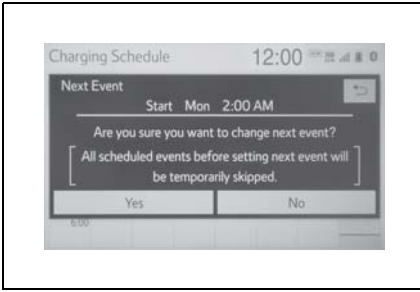 Charging Schedule 12:00
Next Event
Start Mon 2:00 AM
Are you sure you want to change next event?
All scheduled events before setting next event will
be temporarily skipped.
Yes No
6:00